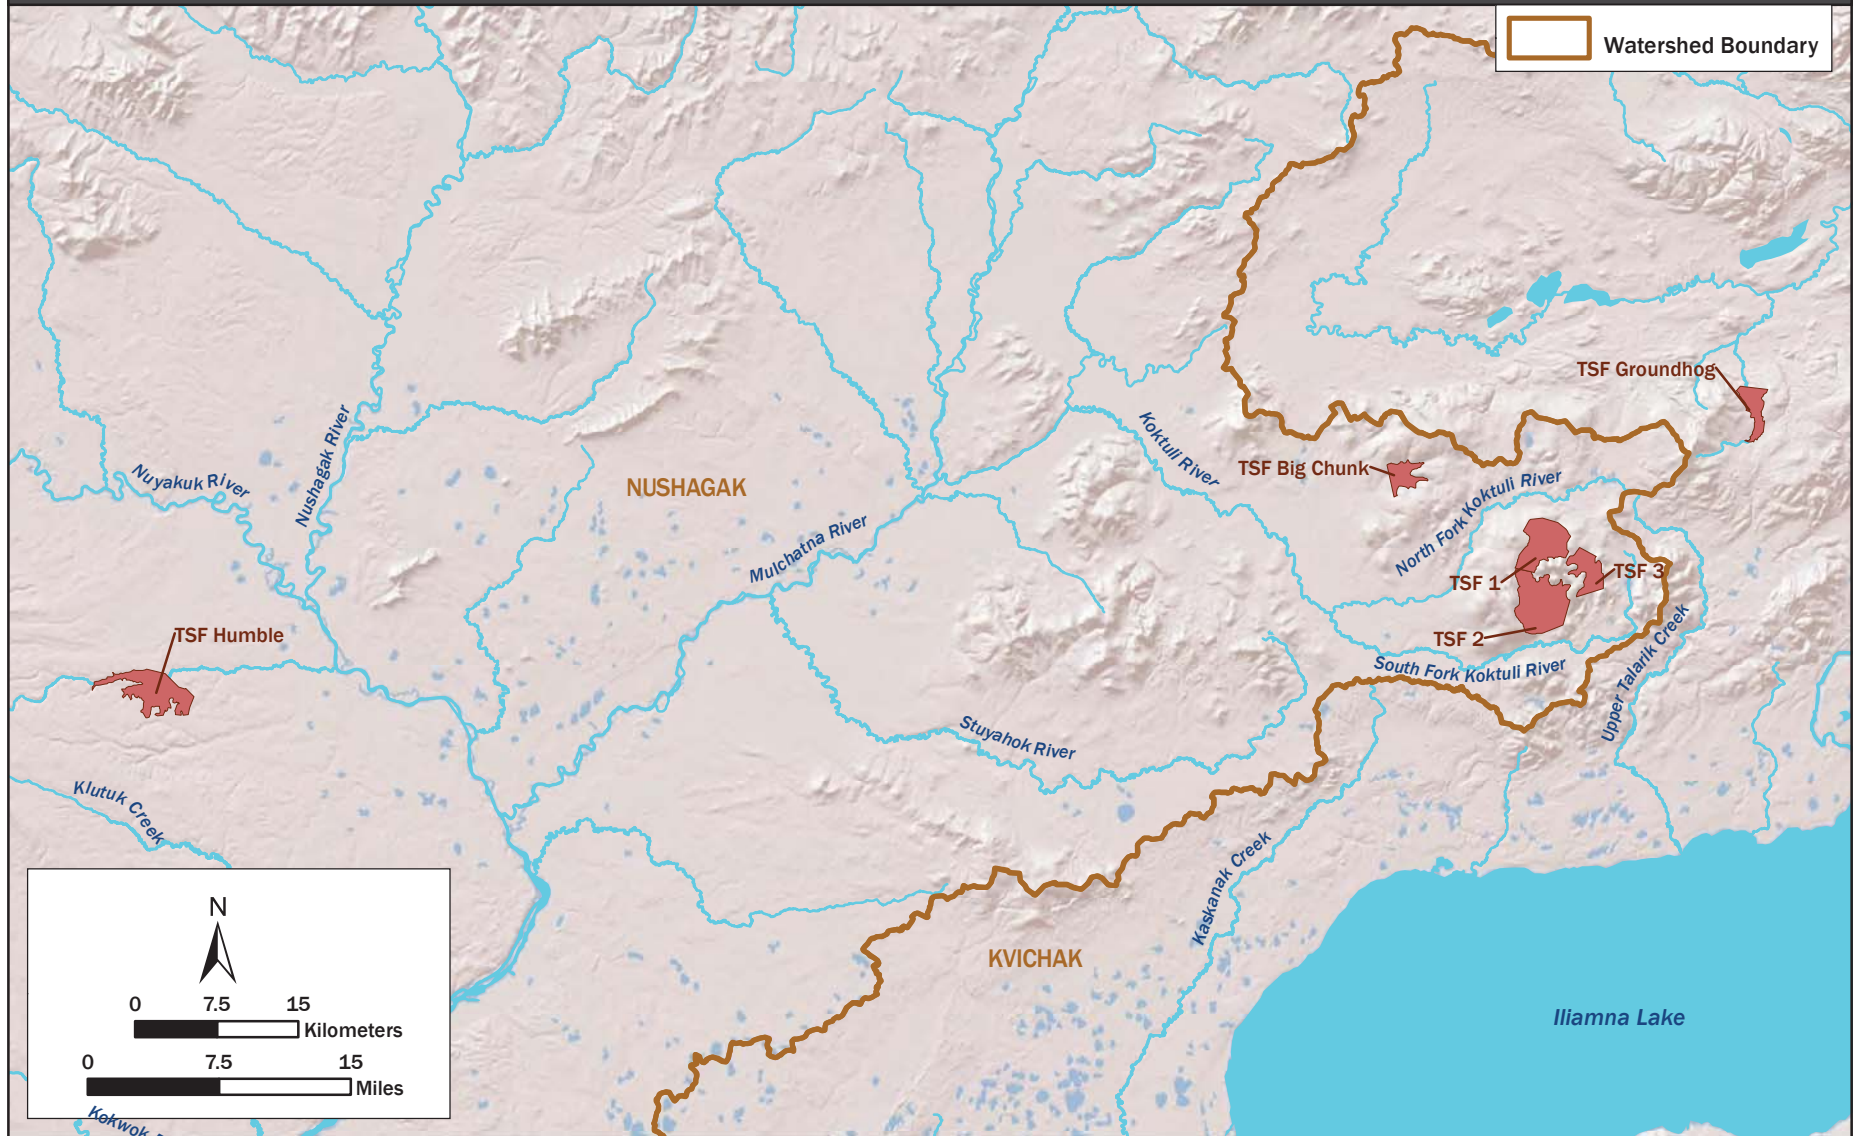 Watershed Boundary
TSF Groundhog
Koktuli River
TSF Big Chunk
Nushagak River
Nuyakuk River
NUSHAGAK
North Fork Koktuli River
Mulchatna River
TSF 1
TSF 3
TSF 2
TSF Humble
South Fork Koktuli River
Upper Talarik Creek
Stuyahok River
Klutuk Creek
Kaskanak Creek
KVICHAK
Iliamna Lake
N
0 7.5 15
Kilometers
0 7.5 15
Miles
Kokwok